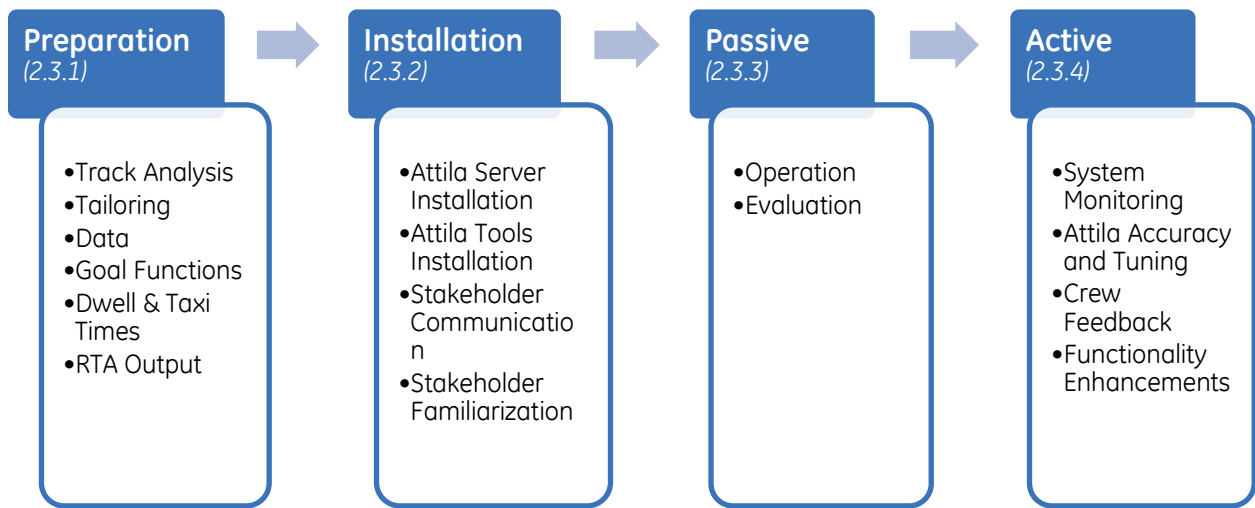 Preparation
(2.3.1)
•Track Analysis
•Tailoring
•Data
•Goal Functions
•Dwell & Taxi
Times
•RTA Output
Installation
(2.3.2)
•Attila Server
Installation
•Attila Tools
Installation
•Stakeholder
Communicatio
n
•Stakeholder
Familiarization
Passive
(2.3.3)
•Operation
•Evaluation
Active
(2.3.4)
•System
Monitoring
•Attila Accuracy
and Tuning
•Crew
Feedback
•Functionality
Enhancements